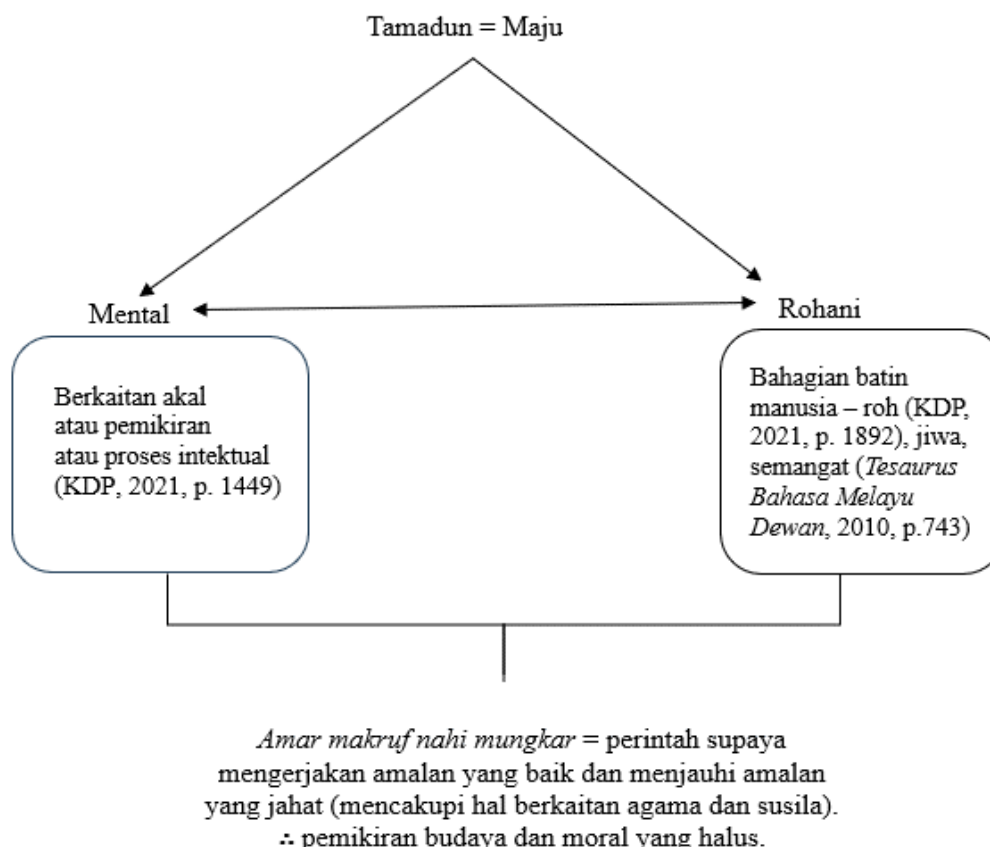 Tamadun = Maju
Mental
Rohani
Berkaitan akal
atau pemikiran
atau proses intektual
(KDP, 2021, p. 1449)
Bahagian batin
manusia – roh (KDP,
2021, p. 1892), jiwa,
semangat (Tesaurus
Bahasa Melayu
Dewan, 2010, p.743)
Amar makruf nahi mungkar = perintah supaya
mengerjakan amalan yang baik dan menjauhi amalan
yang jahat (mencakupi hal berkaitan agama dan susila).
∴ pemikiran budaya dan moral yang halus.